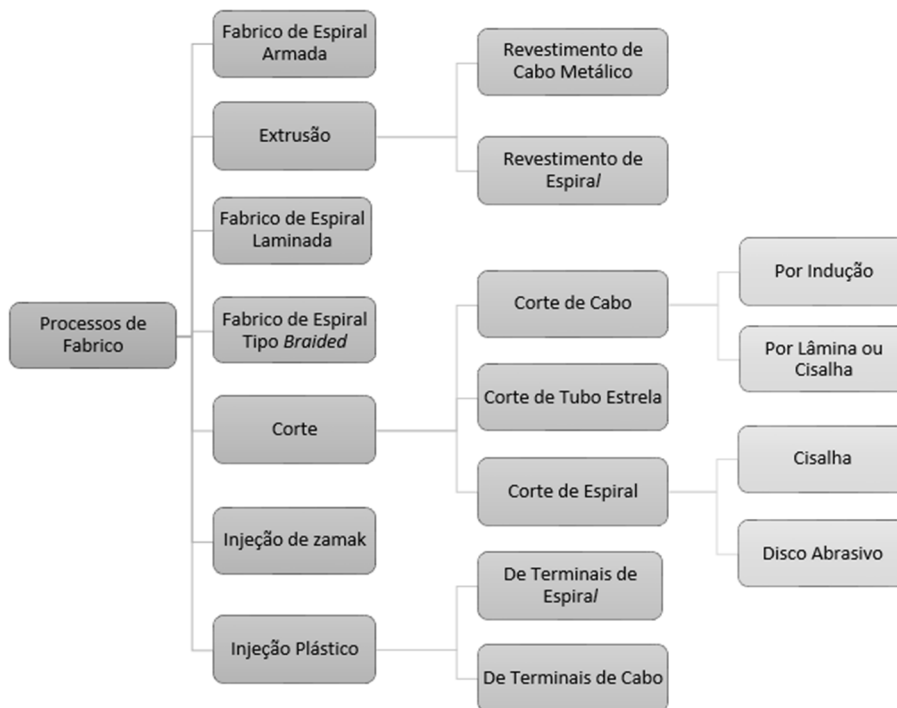 Processos de
Fabrico
Fabrico de Espiral
Armada
Extrusão
Revestimento de
Cabo Metálico
Revestimento de
Espiral
Fabrico de Espiral
Laminada
Fabrico de Espiral
Tipo Braided
Corte
Corte de Cabo
Por Indução
Por Lâmina ou
Cisalha
Corte de Tubo Estrela
Corte de Espiral
Cisalha
Disco Abrasivo
Injeção de zamak
Injeção Plástico
De Terminais de
Espiral
De Terminais de Cabo